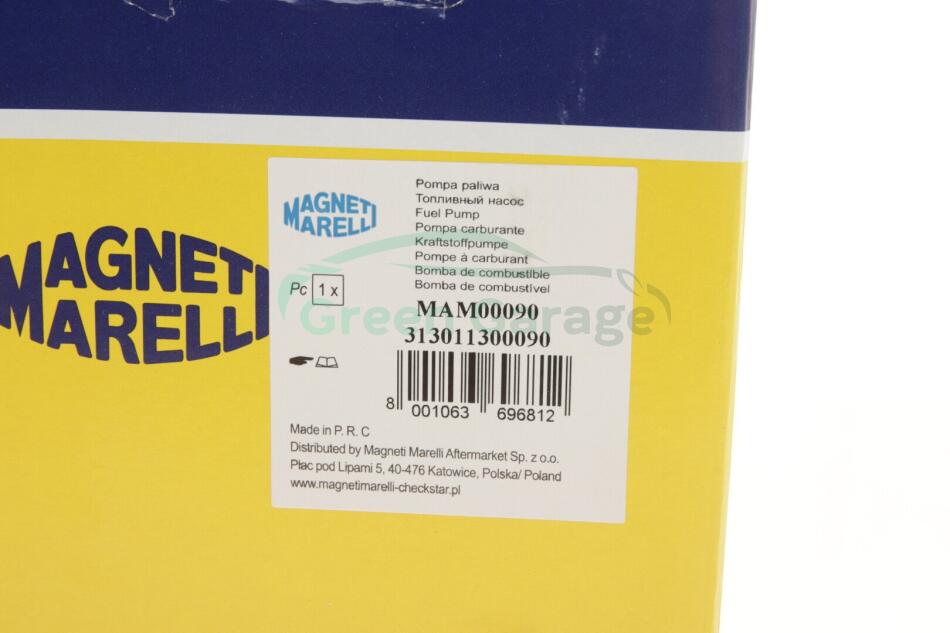 MAGNETI
MARELLI
MAGNETI
MARELLI
Pompa paliwa
Топливный насос
Fuel Pump
Pompa carburante
Kraftstoffpumpe
Pompe à carburant
Bomba de combustible
Bomba de combustível
Pc 1 x
MAM00090
313011300090
Green Garage
8 001063 696812
Made in P. R. C
Distributed by Magneti Marelli Aftermarket Sp. z o.o.
Plac pod Lipami 5, 40-476 Katowice, Polska/ Poland
www.magnetimarelli-checkstar.pl